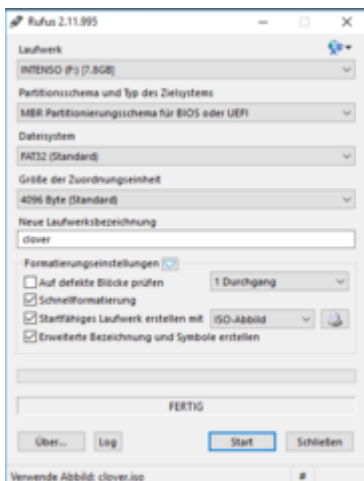 Rufus 2.11.995
Laufwerk
INTENSO (F:) [7.8GB]
Partitionsschema und Typ des Zielsystems
MBR Partitionierungsschema für BIOS oder UEFI
Dateisystem
FAT32 (Standard)
Größe der Zuordnungseinheit
4096 Byte (Standard)
Neue Laufwerksbezeichnung
clover
Formatierungseinstellungen
Auf defekte Blöcke prüfen 1 Durchgang
Schnellformatierung
Startfähiges Laufwerk erstellen mit ISO-Abbild
Erweiterte Bezeichnung und Symbole erstellen
FERTIG
Über... Log Start Schließen
Verwende Abbild: clover.iso #